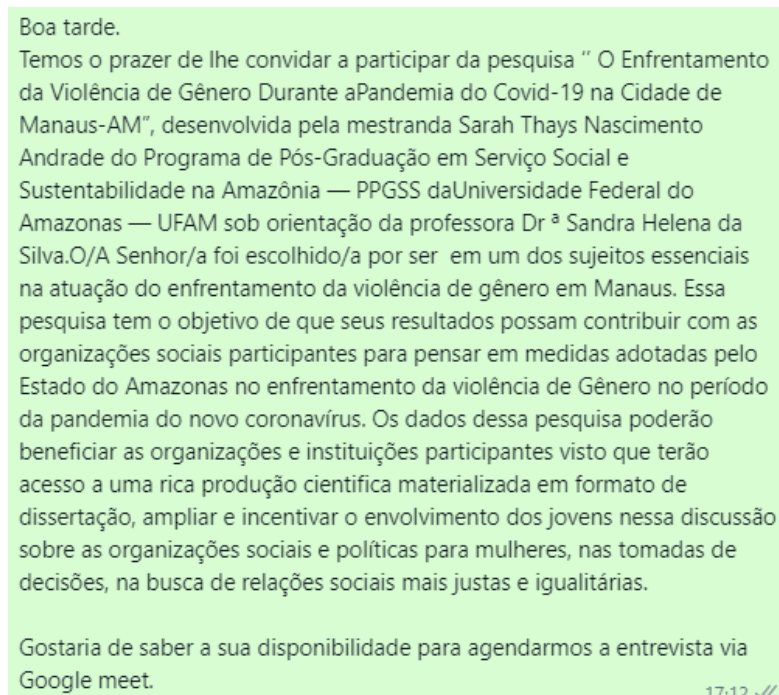 Boa tarde.
Temos o prazer de lhe convidar a participar da pesquisa '' O Enfrentamento
da Violência de Gênero Durante aPandemia do Covid-19 na Cidade de
Manaus-AM”, desenvolvida pela mestranda Sarah Thays Nascimento
Andrade do Programa de Pós-Graduação em Serviço Social e
Sustentabilidade na Amazônia — PPGSS daUniversidade Federal do
Amazonas — UFAM sob orientação da professora Dr ª Sandra Helena da
Silva.O/A Senhor/a foi escolhido/a por ser  em um dos sujeitos essenciais
na atuação do enfrentamento da violência de gênero em Manaus. Essa
pesquisa tem o objetivo de que seus resultados possam contribuir com as
organizações sociais participantes para pensar em medidas adotadas pelo
Estado do Amazonas no enfrentamento da violência de Gênero no período
da pandemia do novo coronavírus. Os dados dessa pesquisa poderão
beneficiar as organizações e instituições participantes visto que terão
acesso a uma rica produção cientifica materializada em formato de
dissertação, ampliar e incentivar o envolvimento dos jovens nessa discussão
sobre as organizações sociais e políticas para mulheres, nas tomadas de
decisões, na busca de relações sociais mais justas e igualitárias.
Gostaria de saber a sua disponibilidade para agendarmos a entrevista via
Google meet.
17:12